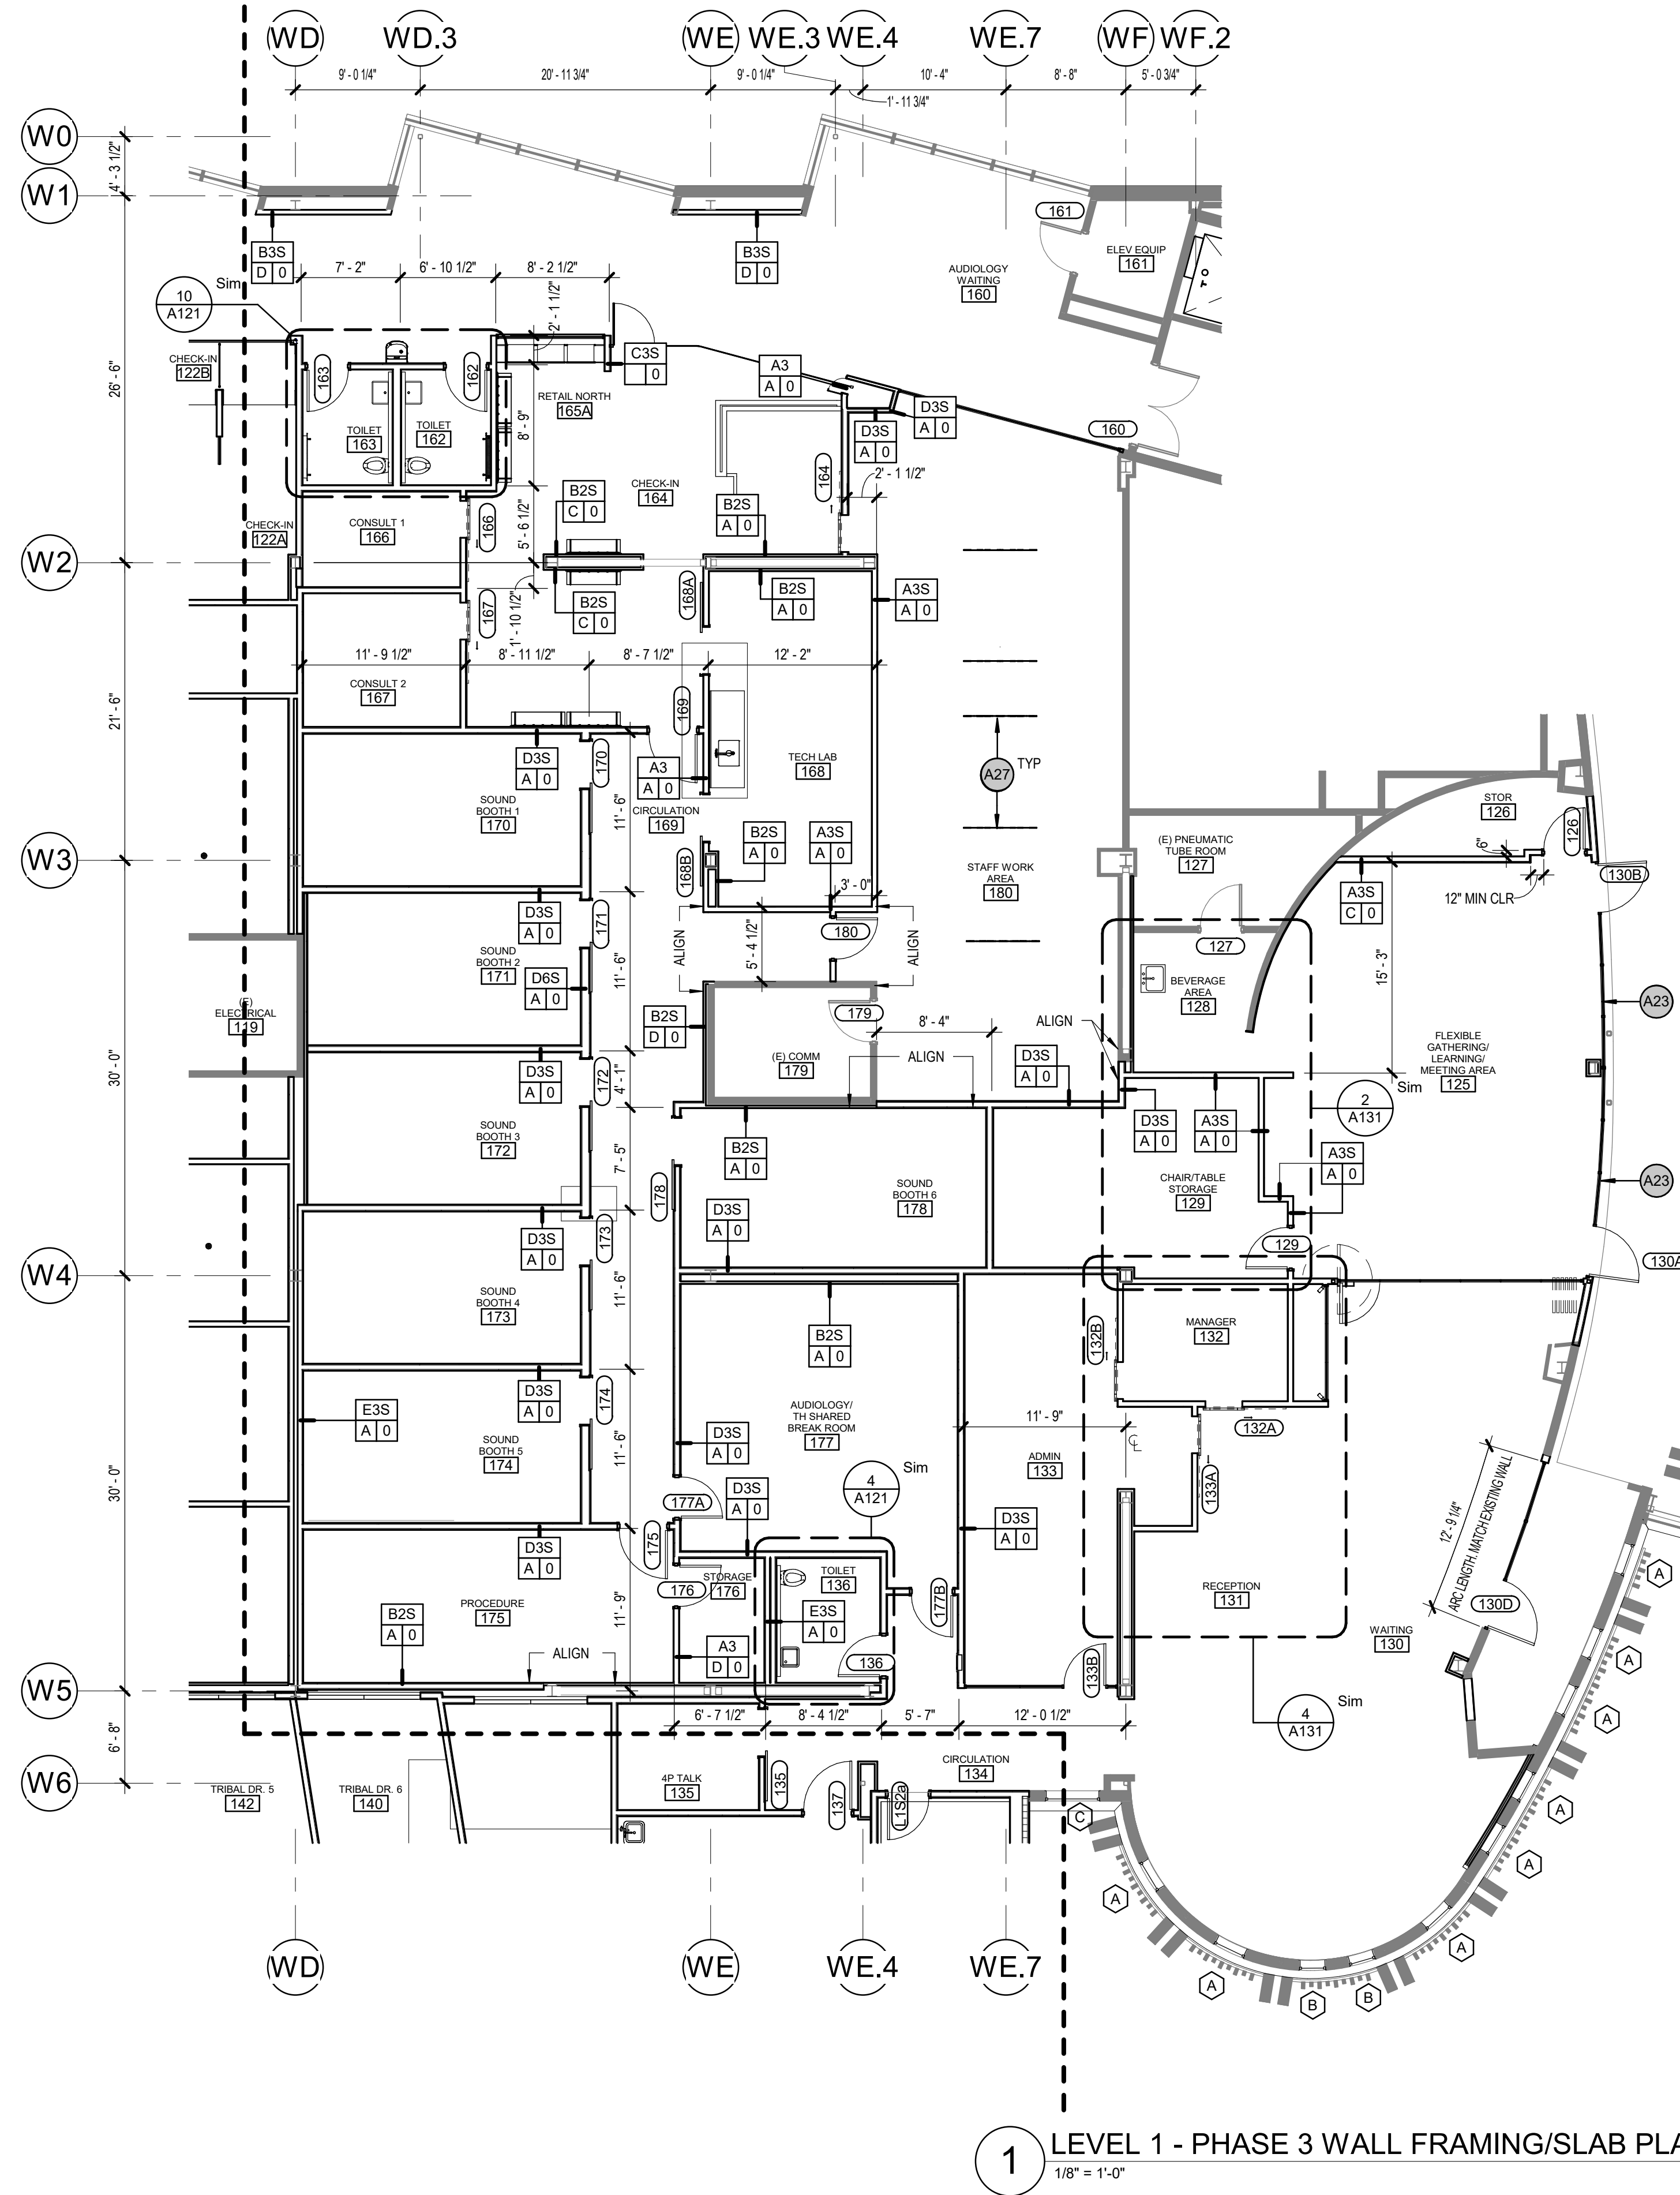 WD
WD.3
WE
WE.3
WE.4
WE.7
WF
WF.2
9' - 0 1/4"
20' - 11 3/4"
9' - 0 1/4"
10' - 4"
8' - 8"
5' - 0 3/4"
1' - 11 3/4"
W0
4' - 3 1/2"
W1
161
B3S
D 0
B3S
D 0
ELEV EQUIP
161
AUDIOLOGY
WAITING
160
7' - 2"
6' - 10 1/2"
8' - 2 1/2"
10
A121
Sim
2' - 1 1/2"
CHECK-IN
122B
163
162
C3S
0
A3
A 0
26' - 6"
RETAIL NORTH
165A
8' - 9"
D3S
A 0
D3S
A 0
160
TOILET
163
TOILET
162
164
2' - 1 1/2"
CHECK-IN
164
B2S
C 0
B2S
A 0
CHECK-IN
122A
CONSULT 1
166
166
5' - 6 1/2"
W2
168A
B2S
A 0
A3S
A 0
B2S
C 0
167
1' - 10 1/2"
11' - 9 1/2"
8' - 11 1/2"
8' - 7 1/2"
12' - 2"
CONSULT 2
167
169
21' - 6"
D3S
A 0
170
A3
A 0
TECH LAB
168
A27
TYP
SOUND
BOOTH 1
170
11' - 6"
CIRCULATION
169
STOR
126
126
B2S
A 0
A3S
A 0
(E) PNEUMATIC
TUBE ROOM
127
6"
W3
168B
3' - 0"
STAFF WORK
AREA
180
130B
A3S
C 0
12" MIN CLR
D3S
A 0
171
ALIGN
180
ALIGN
5' - 4 1/2"
127
SOUND
BOOTH 2
171
11' - 6"
D6S
A 0
15' - 3"
BEVERAGE
AREA
128
(E)
ELECTRICAL
119
B2S
D 0
179
8' - 4"
ALIGN
A23
FLEXIBLE
GATHERING/
LEARNING/
MEETING AREA
125
30' - 0"
D3S
A 0
172
4' - 1"
(E) COMM
179
ALIGN
D3S
A 0
2
A131
Sim
SOUND
BOOTH 3
172
7' - 5"
B2S
A 0
D3S
A 0
A3S
A 0
A3S
A 0
178
SOUND
BOOTH 6
178
CHAIR/TABLE
STORAGE
129
A23
D3S
A 0
D3S
A 0
173
129
130A
W4
SOUND
BOOTH 4
173
11' - 6"
B2S
A 0
132B
MANAGER
132
D3S
A 0
174
E3S
A 0
AUDIOLOGY/
TH SHARED
BREAK ROOM
177
11' - 9"
132A
SOUND
BOOTH 5
174
11' - 6"
D3S
A 0
CL
ADMIN
133
133A
30' - 0"
4
A121
Sim
D3S
A 0
177A
D3S
A 0
D3S
A 0
175
12' - 9 1/4"
ARC LENGTH. MATCH EXISTING WALL
STORAGE
176
176
TOILET
136
177B
RECEPTION
131
130D
A
PROCEDURE
175
B2S
A 0
11' - 9"
E3S
A 0
WAITING
130
ALIGN
A3
D 0
136
133B
A
W5
6' - 7 1/2"
8' - 4 1/2"
5' - 7"
12' - 0 1/2"
4
A131
Sim
A
6' - 8"
W6
TRIBAL DR. 5
142
TRIBAL DR. 6
140
4P TALK
135
135
137
L1S2a
CIRCULATION
134
C
A
A
A
A
A
B
B
WD
WE
WE.4
WE.7
1
LEVEL 1 - PHASE 3 WALL FRAMING/SLAB PLA
1/8" = 1'-0"